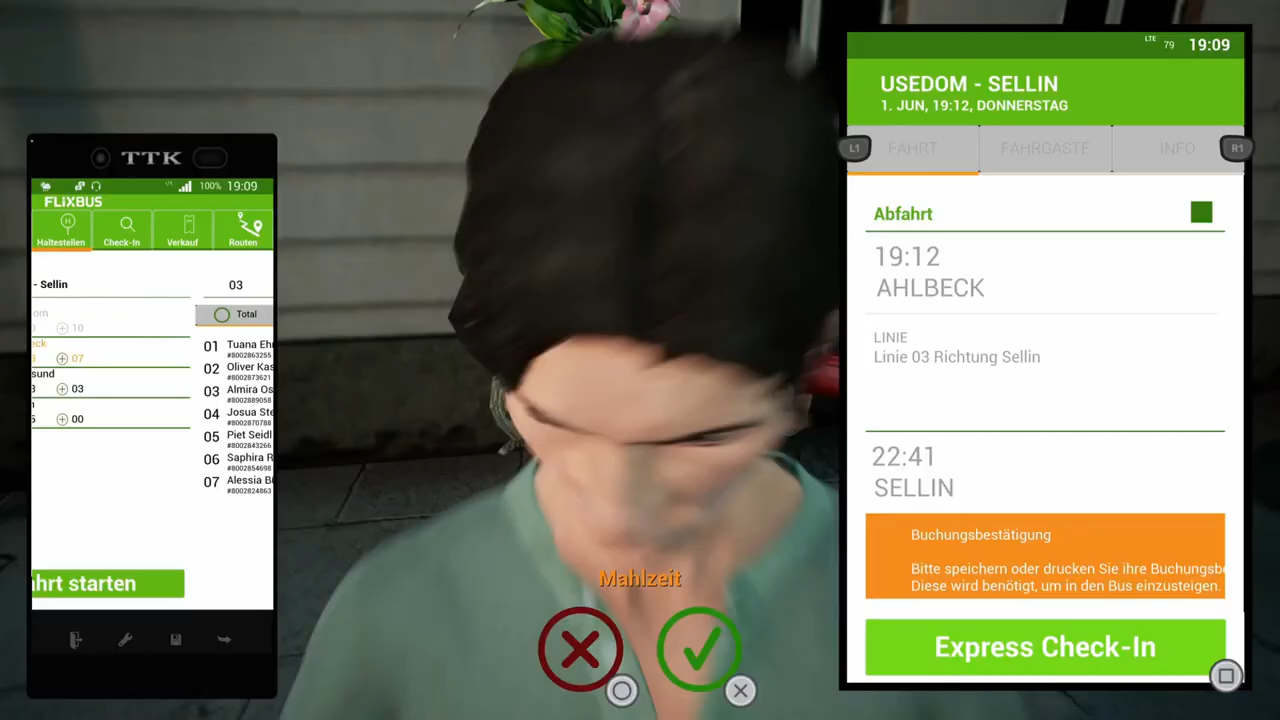 TTK
100% 19:09
FLiXBUS
Haltestellen Check-In Verkauf Routen
- Sellin 03
Total
om
10
eck
07
sund
03
00
01 Tuana Eh
#8002863255
02 Oliver Kas
#8002873621
03 Almira Os
#8002889058
04 Josua Ste
#8002870788
05 Piet Seidl
#8002843266
06 Saphira R
#8002854698
07 Alessia B
#8002824863
hrt starten
Mahlzeit
LTE 79 19:09
USEDOM - SELLIN
1. JUN, 19:12, DONNERSTAG
L1 FAHRT FAHRGÄSTE INFO R1
Abfahrt
19:12
AHLBECK
LINIE
Linie 03 Richtung Sellin
22:41
SELLIN
Buchungsbestätigung
Bitte speichern oder drucken Sie ihre Buchungsbe
Diese wird benötigt, um in den Bus einzusteigen.
Express Check-In